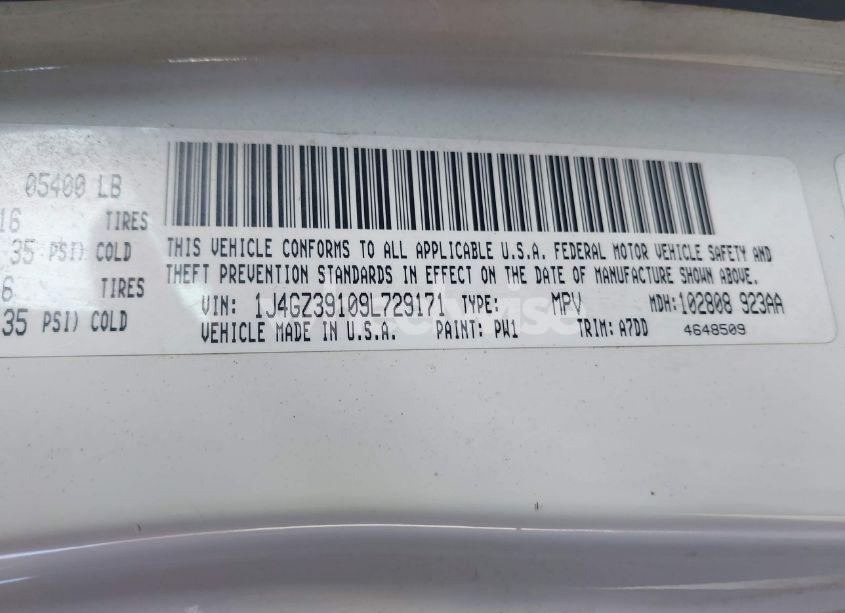 05400 LB
16 TIRES
35 PSI) COLD
6 TIRES
35 PSI) COLD
THIS VEHICLE CONFORMS TO ALL APPLICABLE U.S.A. FEDERAL MOTOR VEHICLE SAFETY AND
THEFT PREVENTION STANDARDS IN EFFECT ON THE DATE OF MANUFACTURE SHOWN ABOVE.
VIN: 1J4GZ39109L729171 TYPE: MPV MDH:102808 923AA
VEHICLE MADE IN U.S.A. PAINT: PW1 TRIM: A7DD 4648509